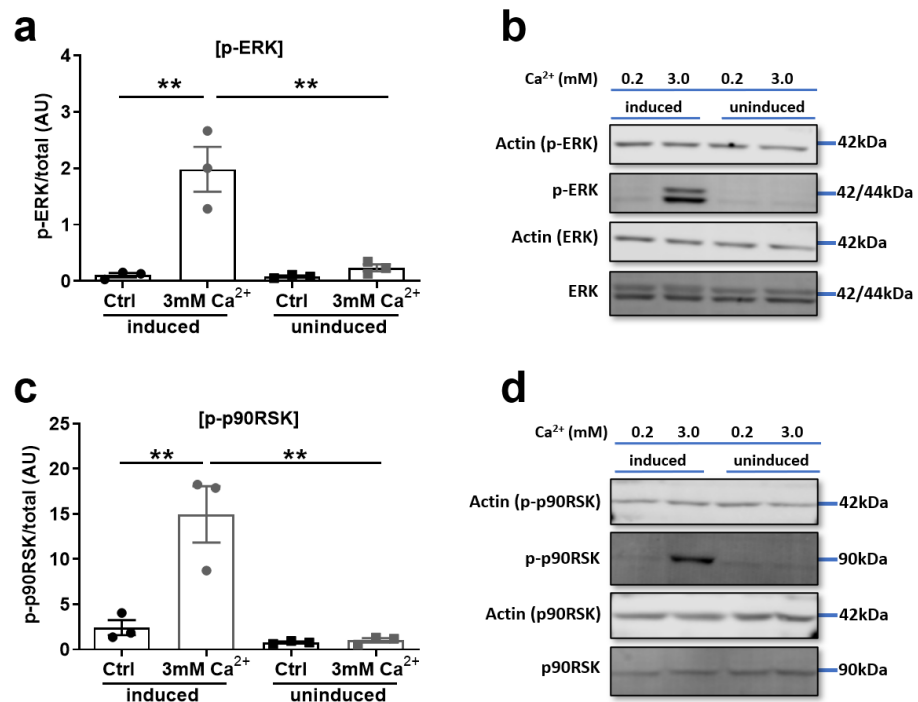 a
[p-ERK]
p-ERK/total (AU)
4
3
2
1
0
** **
Ctrl 3mM Ca²⁺ Ctrl 3mM Ca²⁺
induced uninduced
b
Ca²⁺ (mM) 0.2 3.0 0.2 3.0
induced uninduced
Actin (p-ERK) 42kDa
p-ERK 42/44kDa
Actin (ERK) 42kDa
ERK 42/44kDa
c
[p-p90RSK]
p-p90RSK/total (AU)
25
20
15
10
5
0
** **
Ctrl 3mM Ca²⁺ Ctrl 3mM Ca²⁺
induced uninduced
d
Ca²⁺ (mM) 0.2 3.0 0.2 3.0
induced uninduced
Actin (p-p90RSK) 42kDa
p-p90RSK 90kDa
Actin (p90RSK) 42kDa
p90RSK 90kDa